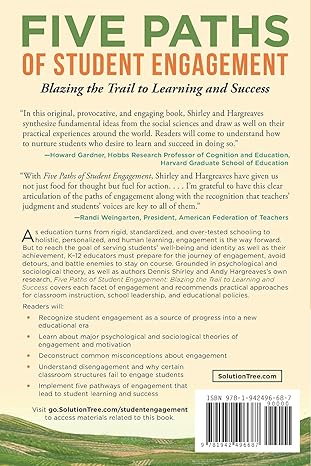 FIVE PATHS
OF STUDENT ENGAGEMENT
Blazing the Trail to Learning and Success
“In this original, provocative, and engaging book, Shirley and Hargreaves
synthesize fundamental ideas from the social sciences and draw as well on their
practical experiences around the world. Readers will come to understand how
to nurture students who desire to learn and succeed in doing so.”
—Howard Gardner, Hobbs Research Professor of Cognition and Education,
Harvard Graduate School of Education
“With Five Paths of Student Engagement, Shirley and Hargreaves have given us
not just food for thought but fuel for action. . . . I’m grateful to have this clear
articulation of the paths of engagement along with the recognition that teachers’
judgment and students’ voices are key to all of them.”
—Randi Weingarten, President, American Federation of Teachers
As education turns from rigid, standardized, and over-tested schooling to
holistic, personalized, and human learning, engagement is the way forward.
But to reach the goal of serving students’ well-being and identity as well as their
achievement, K–12 educators must prepare for the journey of engagement, avoid
detours, and battle enemies to stay on course. Grounded in psychological and
sociological theory, as well as authors Dennis Shirley and Andy Hargreaves’s own
research, Five Paths of Student Engagement: Blazing the Trail to Learning and
Success covers each facet of engagement and recommends practical approaches
for classroom instruction, school leadership, and educational policies.
Readers will:
• Recognize student engagement as a source of progress into a new
educational era
• Learn about major psychological and sociological theories of
engagement and motivation
• Deconstruct common misconceptions about engagement
• Understand disengagement and why certain
classroom structures fail to engage students
• Implement five pathways of engagement that
lead to student learning and success
Visit go.SolutionTree.com/studentengagement
to access materials related to this book.
SolutionTree.com
ISBN 978-1-942496-68-7
90000
9 781942 496687